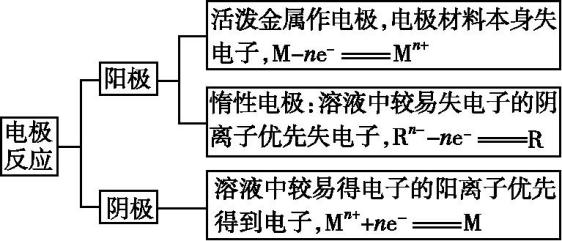 活泼金属作电极,电极材料本身失
电子,M−ne⁻══Mⁿ⁺
阳极
惰性电极:溶液中较易失电子的阴
离子优先失电子,Rⁿ⁻−ne⁻══R
电极
反应
阴极
溶液中较易得电子的阳离子优先
得到电子,Mⁿ⁺+ne⁻══M